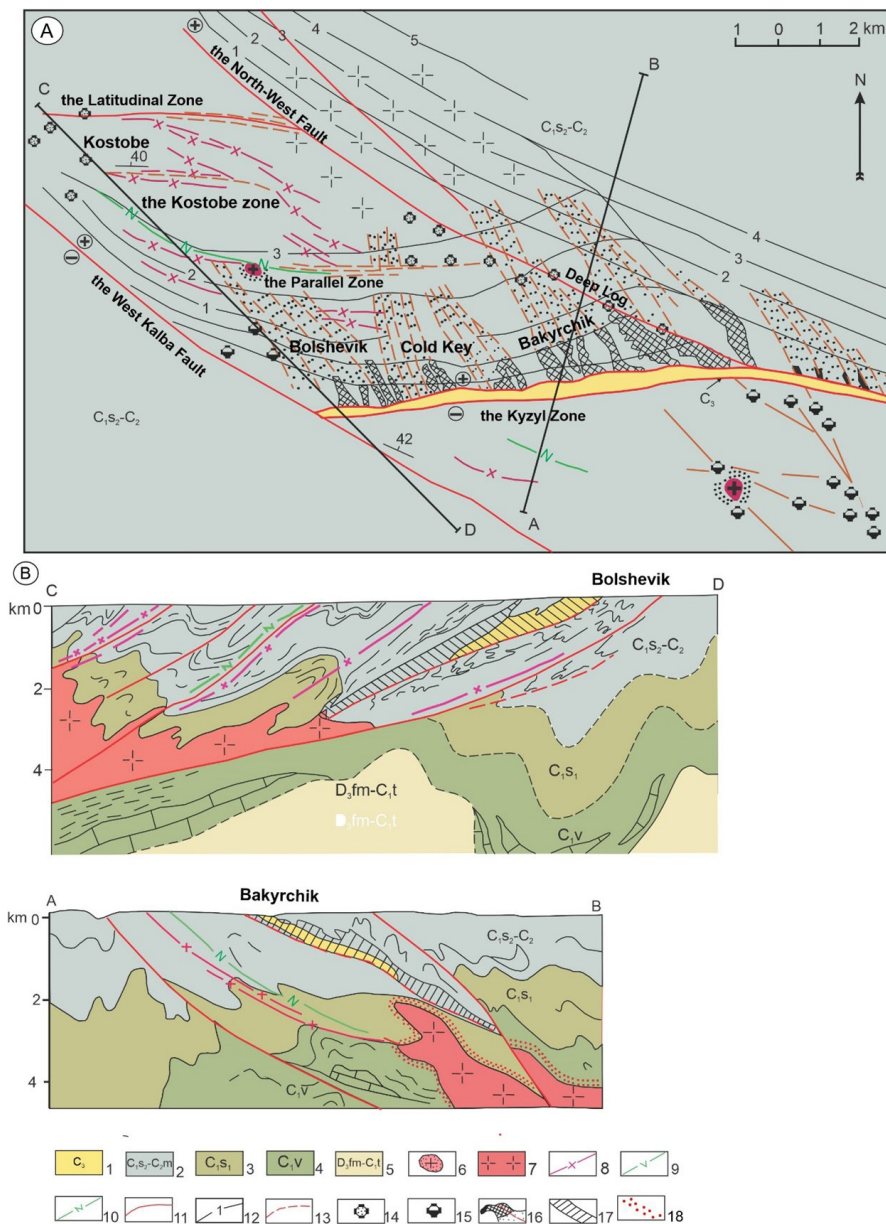 A
1 0 1 2 km
N
C
B
1 2 3 4 5
1 2 3 4
the North-West Fault
C₁s₂-C₂
the Latitudinal Zone
Kostobe
40
the Kostobe zone
N
N
N
3
4
3
2
3
2
1
the Parallel Zone
Deep Log
the West Kalba Fault
Bolshevik
Cold Key
Bakyrchik
C₃
the Kyzyl Zone
C₁s₂-C₂
42
N
A
D
B
C
Bolshevik
D
km 0
2
4
N
N
C₁s₂-C₂
C₁s₁
D₃fm-C₁t
D₃fm-C₁t
C₁v
Bakyrchik
A
B
km 0
2
4
N
N
C₁s₂-C₂
C₁s₁
C₁v
C₃ 1
C₁s₂-C₂m 2
C₁s₁ 3
C₁v 4
D₃fm-C₁t 5
6
7
8
v 9
N 10
11
1 12
13
14
15
16
17
18